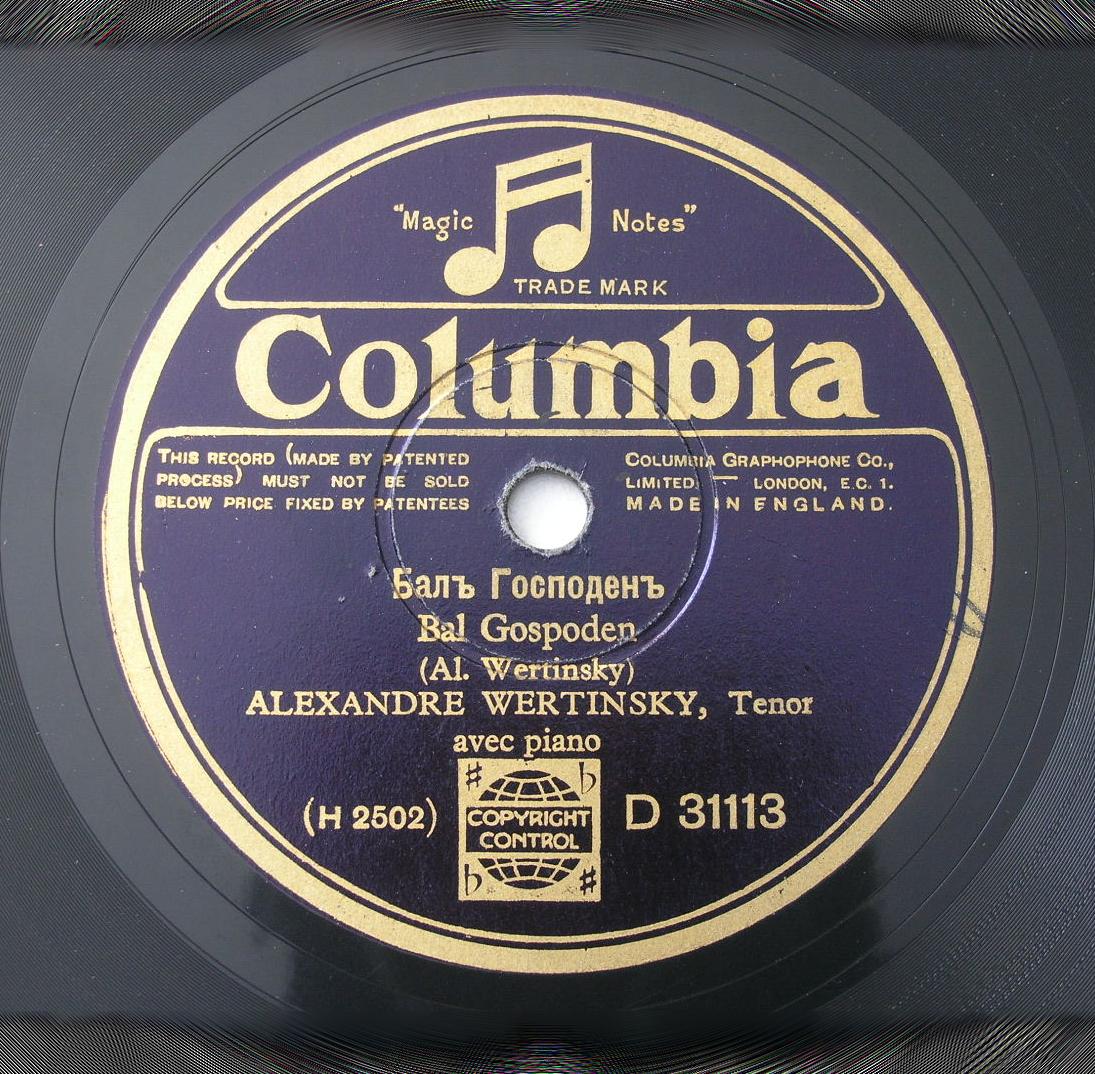 "Magic Notes"
TRADE MARK
Columbia
THIS RECORD (MADE BY PATENTED
PROCESS) MUST NOT BE SOLD
BELOW PRICE FIXED BY PATENTEES
COLUMBIA GRAPHOPHONE CO.,
LIMITED. — LONDON, E.C. 1.
MADE IN ENGLAND.
Балъ Господенъ
Bal Gospoden
(Al. Wertinsky)
ALEXANDRE WERTINSKY, Tenor
avec piano
(H 2502)
COPYRIGHT
CONTROL
D 31113